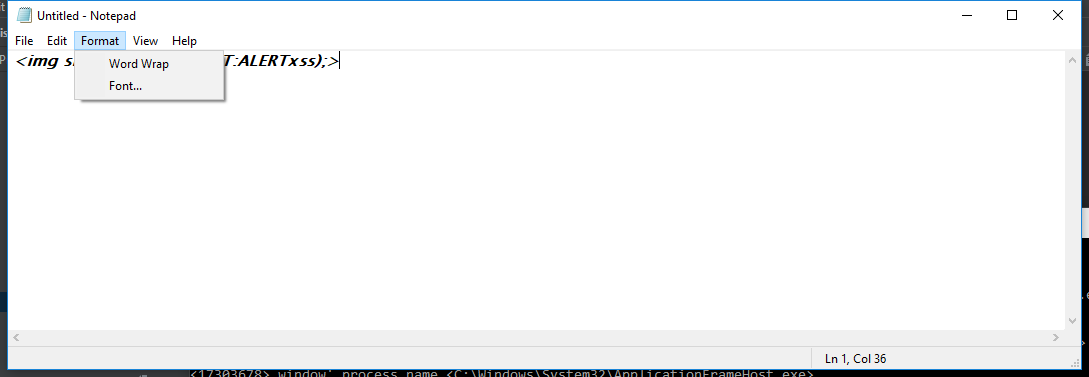 Untitled - Notepad
File Edit Format View Help
<img s T:ALERTxss);>
Word Wrap
Font...
Ln 1, Col 36
<17303678> window' process name <C:\Windows\System32\ApplicationFrameHost.exe>